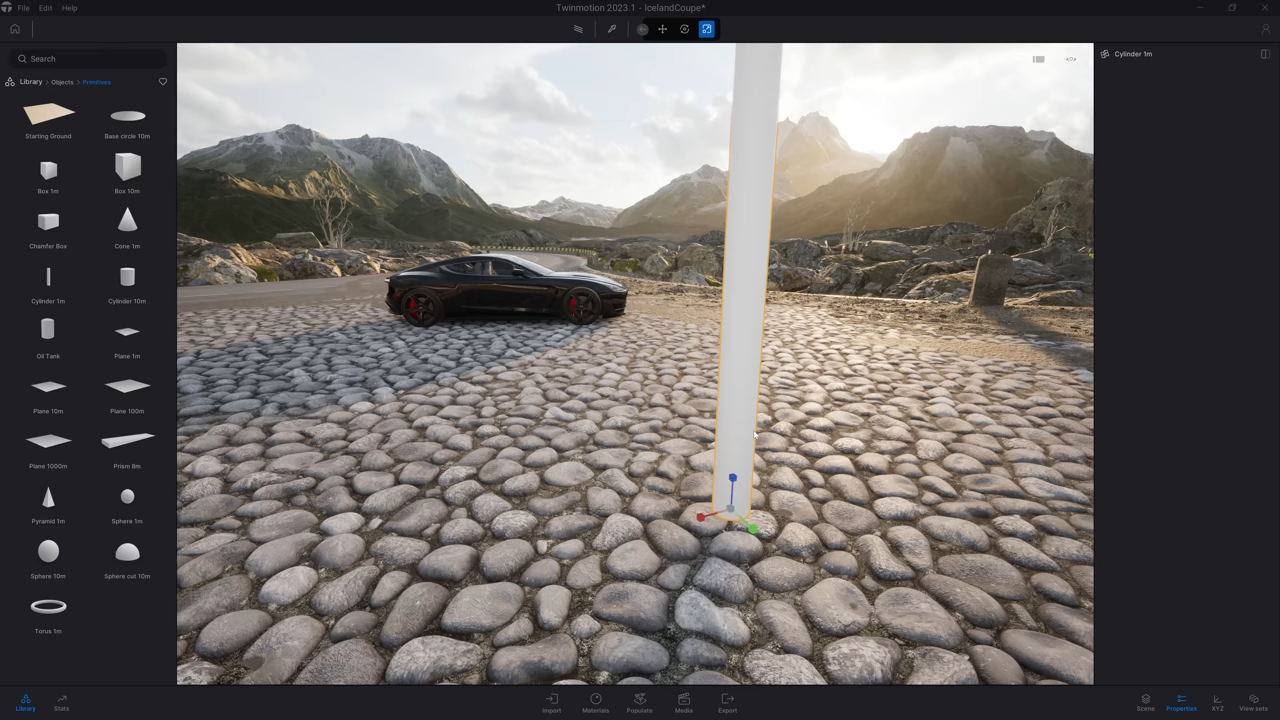 File Edit Help
Twinmotion 2023.1 - IcelandCoupe*
Search
Library > Objects > Primitives
Starting Ground
Base circle 10m
Box 1m
Box 10m
Chamfer Box
Cone 1m
Cylinder 1m
Cylinder 10m
Oil Tank
Plane 1m
Plane 10m
Plane 100m
Plane 1000m
Prism 8m
Pyramid 1m
Sphere 1m
Sphere 10m
Sphere cut 10m
Torus 1m
Cylinder 1m
Library
Stats
Import
Materials
Populate
Media
Export
Scene
Properties
XYZ
View sets